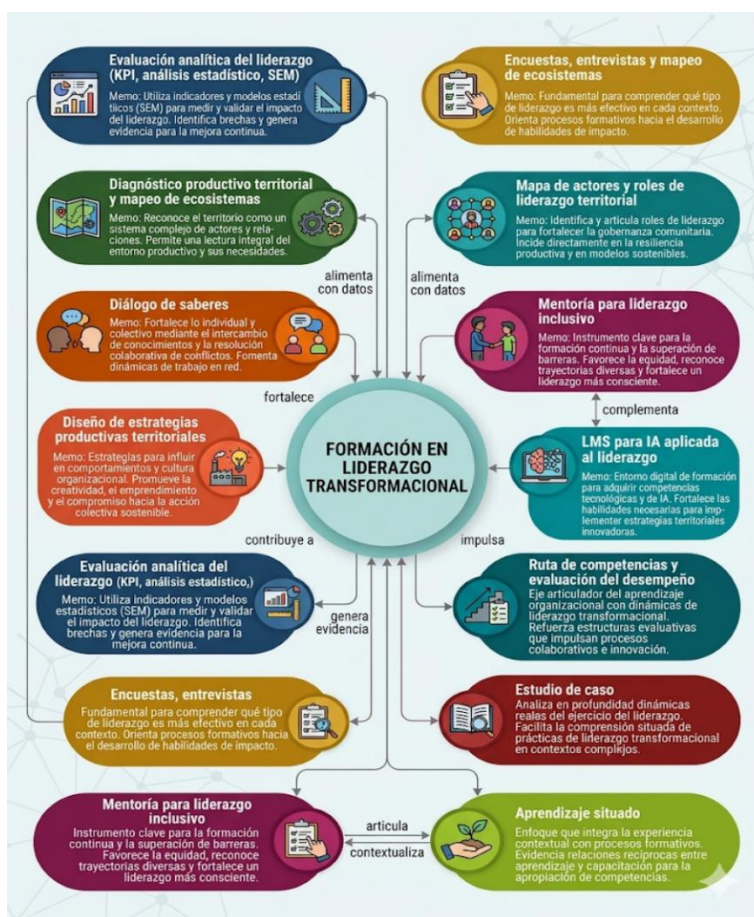 Evaluación analítica del liderazgo
(KPI, análisis estadístico, SEM)
Memo: Utiliza indicadores y modelos estadí
tiicos (SEM) para medir y validar el impacto
del liderazgo. Identifica brechas y genera
evidencia para la mejora continua.
Encuestas, entrevistas y mapeo
de ecosistemas
Memo: Fundamental para comprender qué tipo
de liderazgo es más efectivo en cada contexto.
Orienta procesos formativos hacia el desarrollo
de habilidades de impacto.
Diagnóstico productivo territorial
y mapeo de ecosistemas
Memo: Reconoce el territorio como un
sistema complejo de actores y rela-
ciones. Permite una lectura integral del
entorno productivo y sus necesidades.
Mapa de actores y roles de
liderazgo territorial
Memo: Identifica y articula roles de liderazgo
para fortalecer la gobernanza comunitaria.
Incide directamente en la resiliencia
productiva y en modelos sostenibles.
alimenta
con datos
alimenta
con datos
Diálogo de saberes
Memo: Fortalece lo individual y
colectivo mediante el intercambio
de conocimientos y la resolución
colaborativa de conflictos. Fomenta
dinámicas de trabajo en red.
Mentoría para liderazgo
inclusivo
Memo: Instrumento clave para la
formación continua y la superación de
barreras. Favorece la equidad, reconoce
trayectorias diversas y fortalece un
liderazgo más consciente.
fortalece
complementa
Diseño de estrategias
productivas territoriales
Memo: Estrategias para influir
en comportamientos y cultura
organizacional. Promueve la
creatividad, el emprendimiento
y el compromiso hacia la acción
colectiva sostenible.
FORMACIÓN EN
LIDERAZGO
TRANSFORMACIONAL
LMS para IA aplicada
al liderazgo
Memo: Entorno digital de formación
para adquirir competencias
tecnológicas y de IA. Fortalece las
habilidades necesarias para imp-
lementer estrategias territoriales
innovadoras.
contribuye a
impulsa
Evaluación analítica del
liderazgo (KPI, análisis estadístico,)
Memo: Utiliza indicadores y modelos
estadísticos (SEM) para medir y validar
el impacto del liderazgo. Identifica
brechas y genera evidencia para la
mejora continua.
genera
evidencia
Ruta de competencias y
evaluación del desempeño
Eje articulador del aprendizaje
organizacional con dinámicas de
liderazgo transformacional.
Refuerza estructuras evaluativas
que impulsan procesos
colaborativos e innovación.
Encuestas, entrevistas
Fundamental para comprender qué tipo
de liderazgo es más efectivo en cada
contexto. Orienta procesos formativos hacia
el desarrollo de habilidades de impacto.
Estudio de caso
Analiza en profundidad dinámicas
reales del ejercicio del liderazgo.
Facilita la comprensión situada de
prácticas de liderazgo transformacional
en contextos complejos.
Mentoría para liderazgo
inclusivo
Instrumento clave para la formación
continua y la superación de barreras.
Favorece la equidad, reconoce
trayectorias diversas y fortalece un
liderazgo más consciente.
articula
contextualiza
Aprendizaje situado
Enfoque que integra la experiencia
contextual con procesos formativos.
Evidencia relaciones recíprocas entre
aprendizaje y capacitación para la
apropiación de competencias.